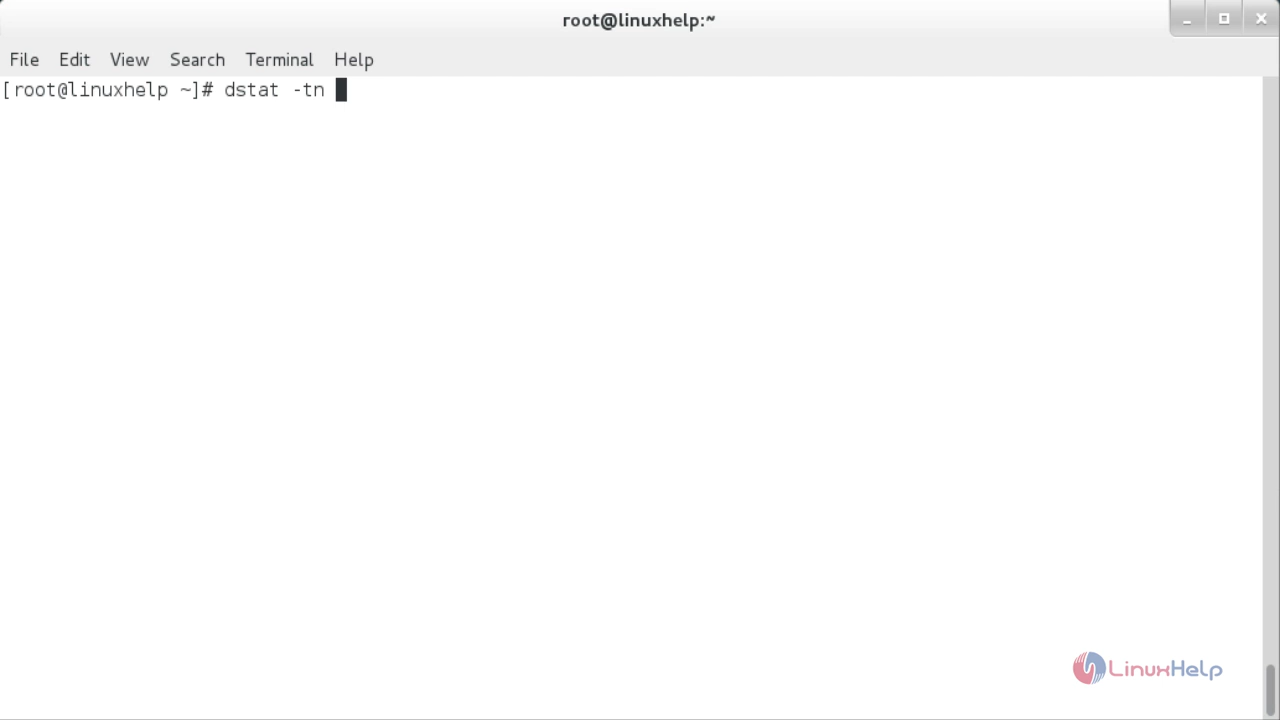 root@linuxhelp:~
File Edit View Search Terminal Help
[root@linuxhelp ~]# dstat -tn
LinuxHelp